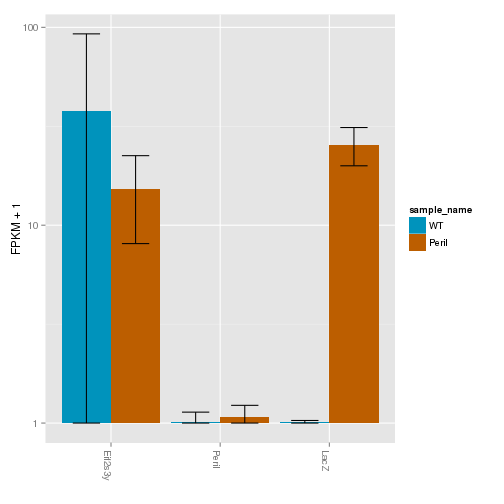 100
10
1
FPKM + 1
Eif2s3y
Peril
LacZ
sample_name
WT
Peril